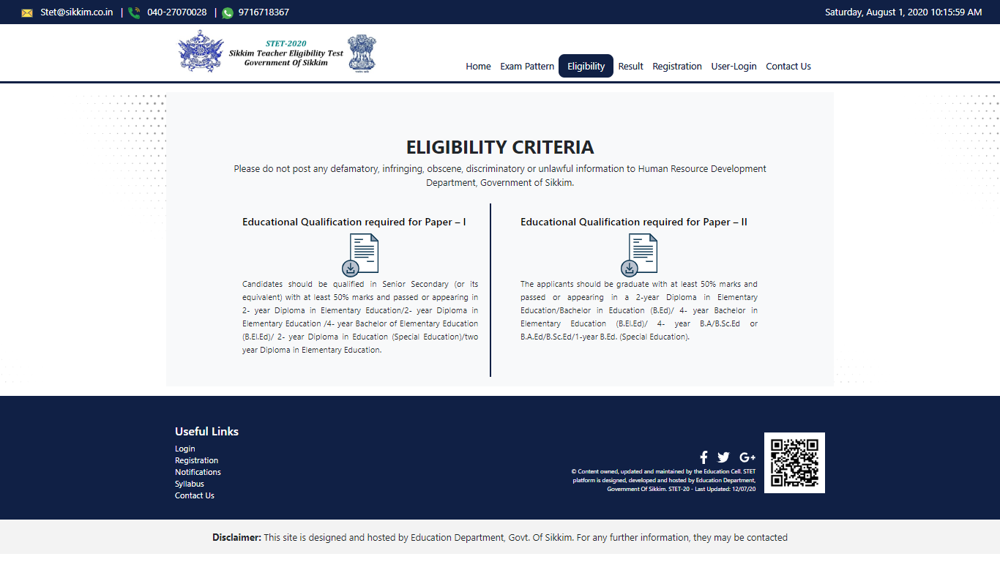 Stet@sikkim.co.in | 040-27070028 | 9716718367
Saturday, August 1, 2020 10:15:59 AM
STET-2020
Sikkim Teacher Eligibility Test
Government Of Sikkim
Home Exam Pattern Eligibility Result Registration User-Login Contact Us
ELIGIBILITY CRITERIA
Please do not post any defamatory, infringing, obscene, discriminatory or unlawful information to Human Resource Development
Department, Government of Sikkim.
Educational Qualification required for Paper – I
Candidates should be qualified in Senior Secondary (or its
equivalent) with at least 50% marks and passed or appearing in
2- year Diploma in Elementary Education/2- year Diploma in
Elementary Education /4- year Bachelor of Elementary Education
(B.El.Ed)/ 2- year Diploma in Education (Special Education)/two
year Diploma in Elementary Education.
Educational Qualification required for Paper – II
The applicants should be graduate with at least 50% marks and
passed or appearing in a 2-year Diploma in Elementary
Education/Bachelor in Education (B.Ed)/ 4- year Bachelor in
Elementary Education (B.El.Ed)/ 4- year B.A/B.Sc.Ed or
B.A.Ed/B.Sc.Ed/1-year B.Ed. (Special Education).
Useful Links
Login
Registration
Notifications
Syllabus
Contact Us
© Content owned, updated and maintained by the Education Cell. STET
platform is designed, developed and hosted by Education Department,
Government Of Sikkim. STET-20 - Last Updated: 12/07/20
Disclaimer: This site is designed and hosted by Education Department, Govt. Of Sikkim. For any further information, they may be contacted